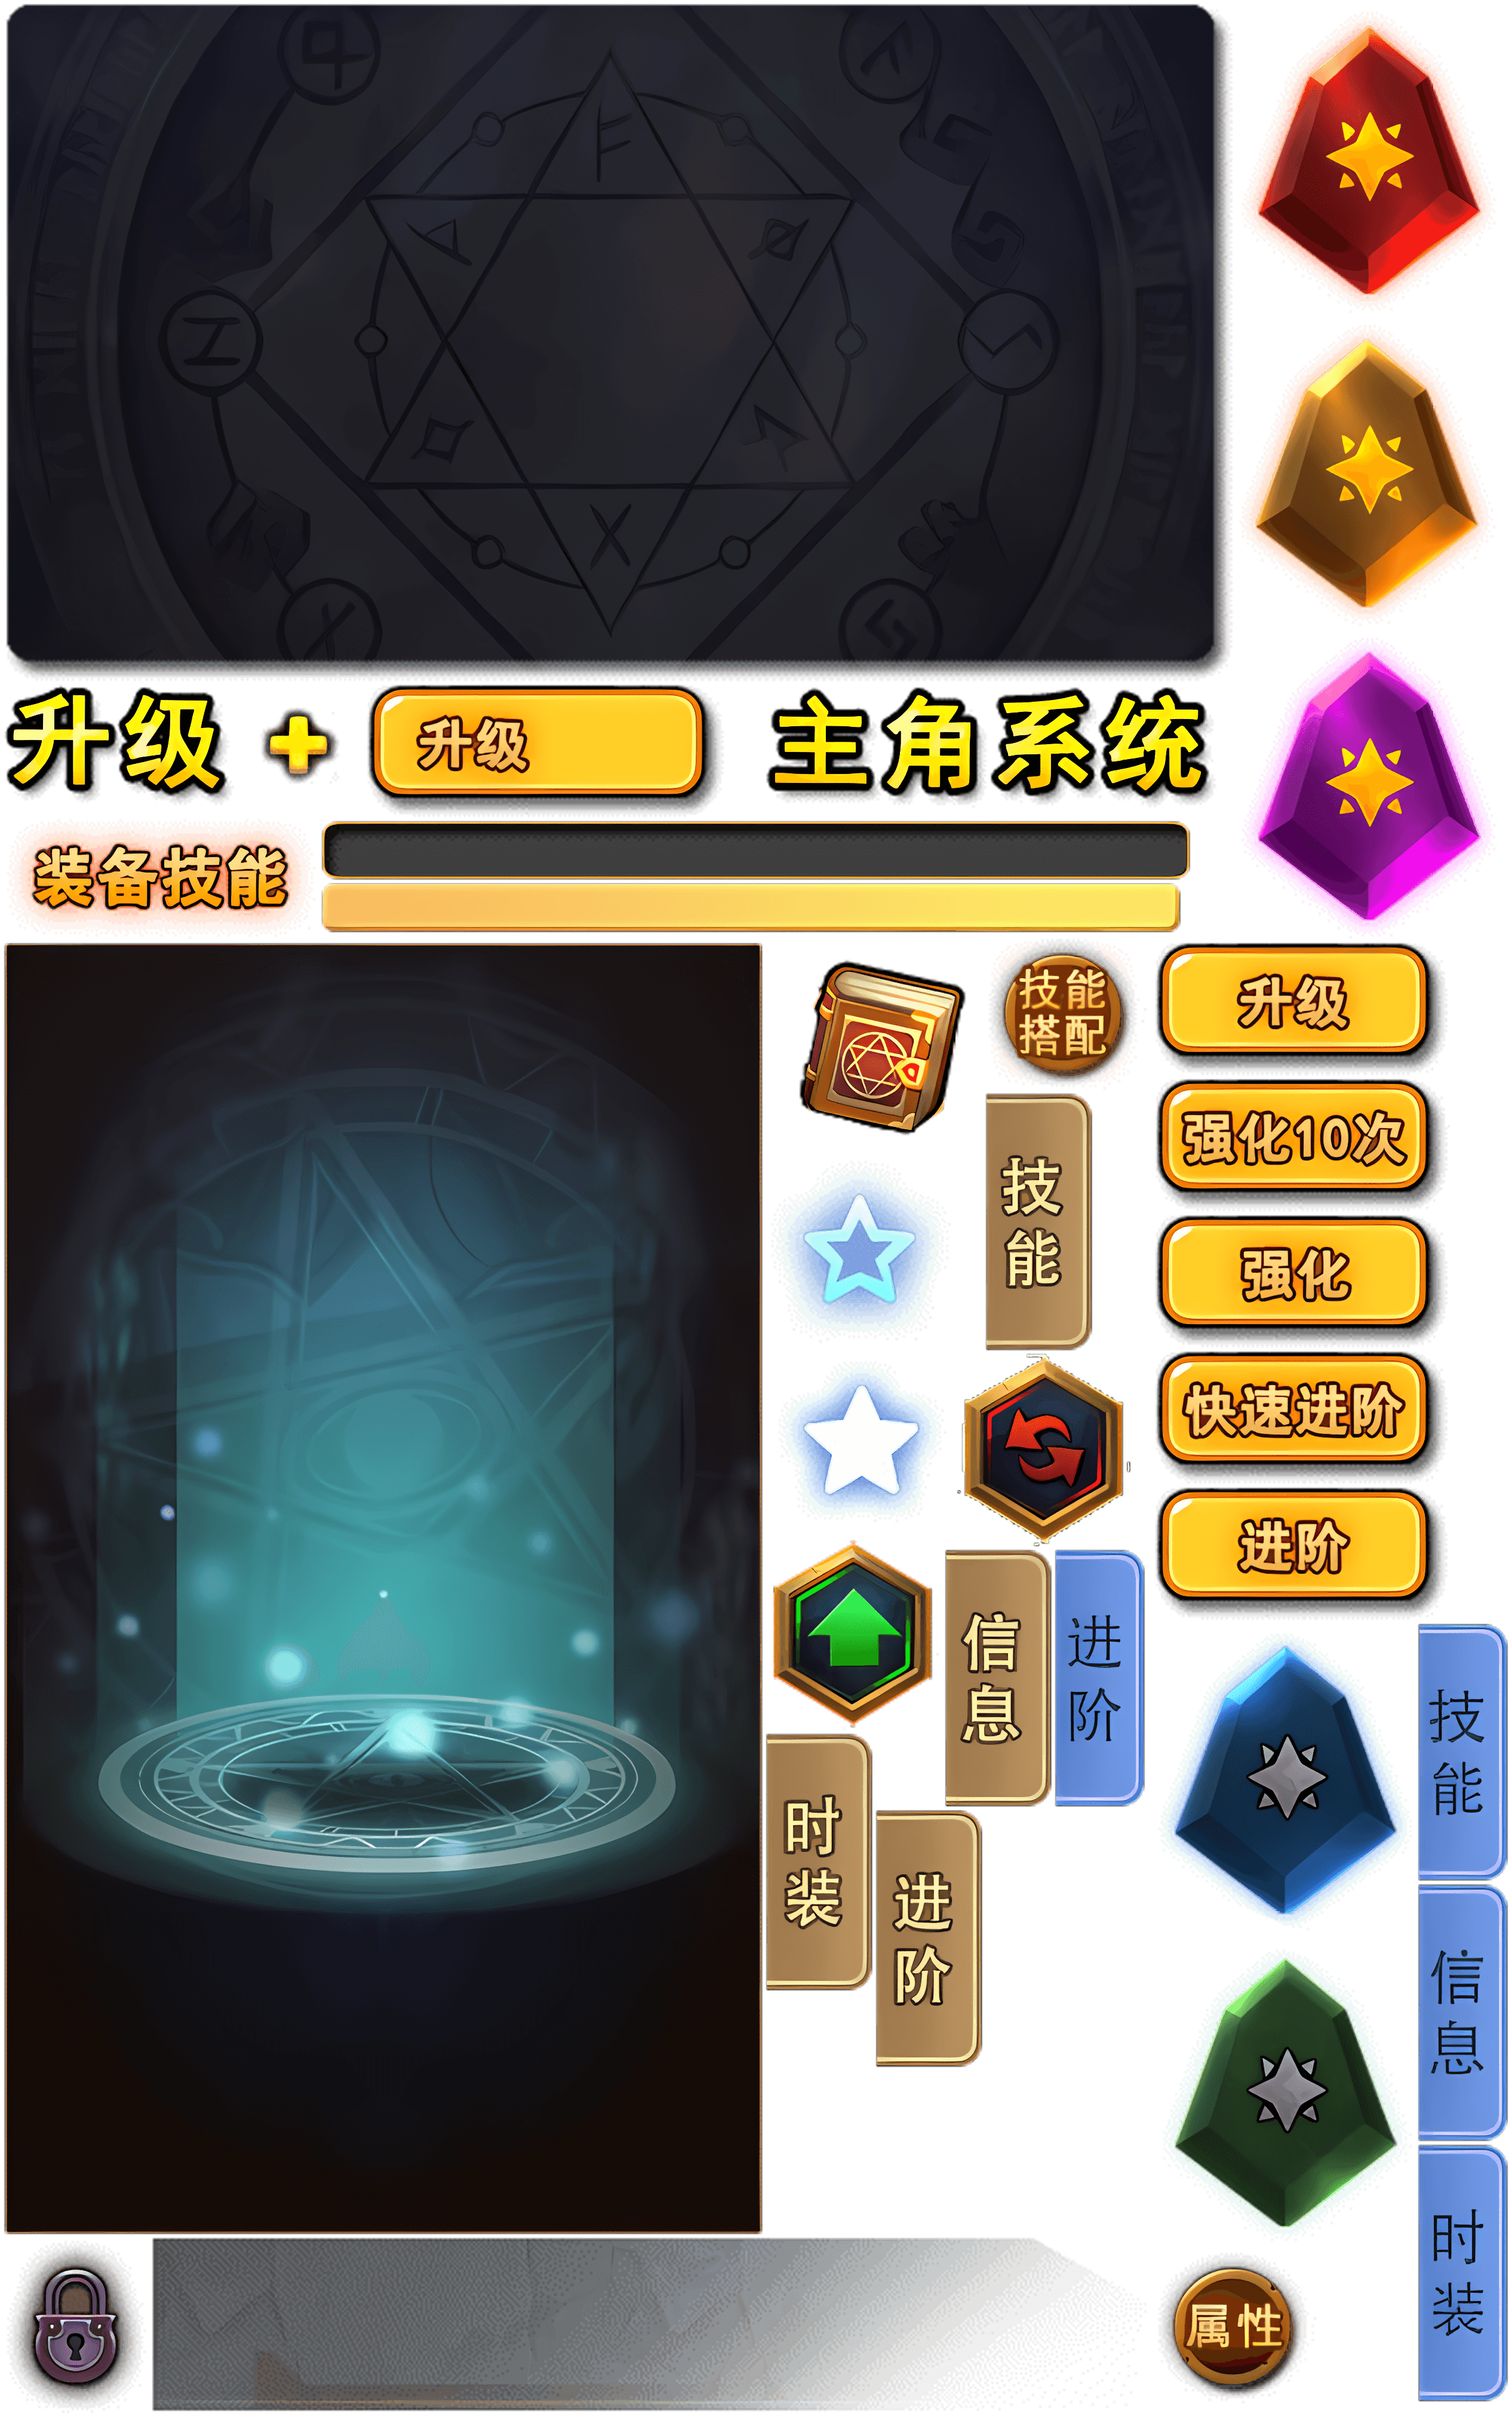 升级
+
升级
主角系统
装备技能
技能
搭配
升级
强化10次
技能
强化
快速进阶
进阶
信息
进阶
时装
进阶
技能
信息
时装
属性